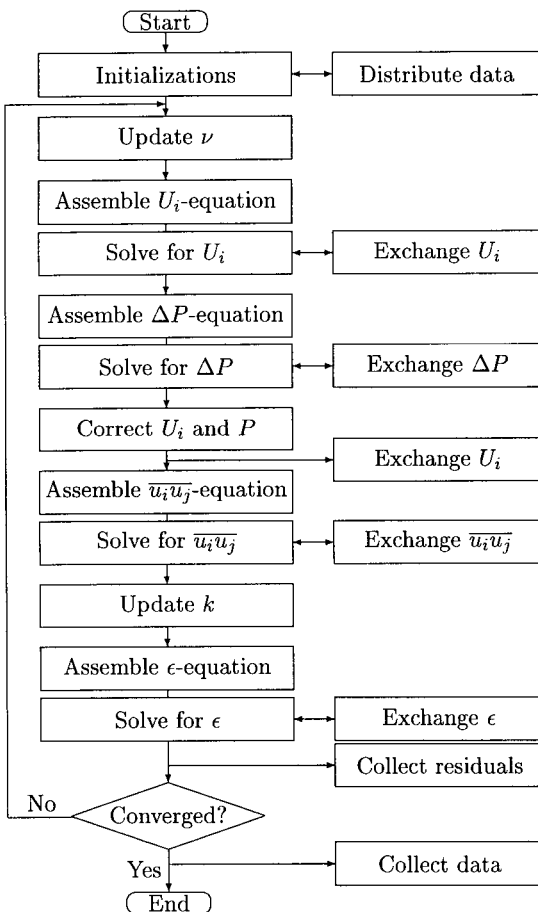 Start
Initializations
Distribute data
Update ν
Assemble U_i-equation
Solve for U_i
Exchange U_i
Assemble ΔP-equation
Solve for ΔP
Exchange ΔP
Correct U_i and P
Exchange U_i
Assemble \overline{u_i u_j}-equation
Solve for \overline{u_i u_j}
Exchange \overline{u_i u_j}
Update k
Assemble ϵ-equation
Solve for ϵ
Exchange ϵ
Collect residuals
No
Converged?
Yes
Collect data
End